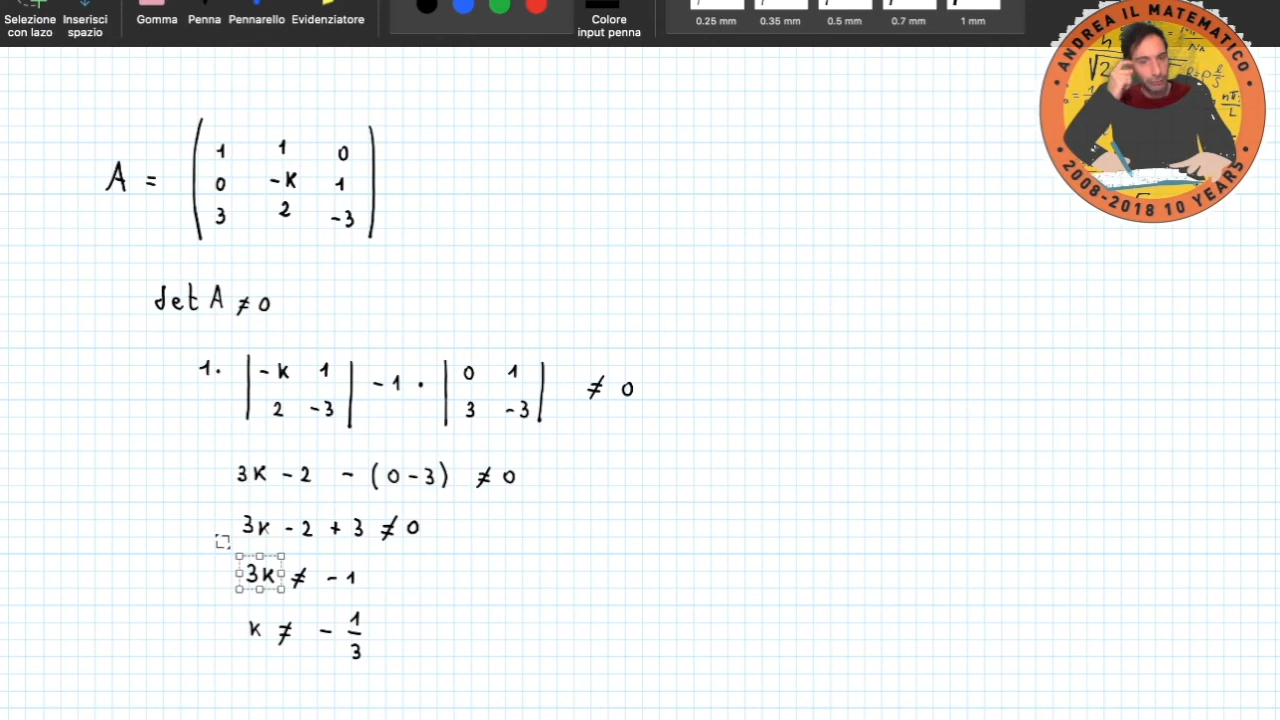 Selezione con lazo
Inserisci spazio
Gomma
Penna
Pennarello
Evidenziatore
Colore input penna
0.25 mm
0.35 mm
0.5 mm
0.7 mm
1 mm
ANDREA IL MATEMATICO
2008-2018 10 YEARS
A = ( 1 1 0
0 -K 1
3 2 -3 )
det A ≠ 0
1 · | -K 1 | - 1 · | 0 1 | ≠ 0
| 2 -3 | | 3 -3 |
3K - 2 - (0 - 3) ≠ 0
3K - 2 + 3 ≠ 0
3K ≠ -1
K ≠ - 1/3